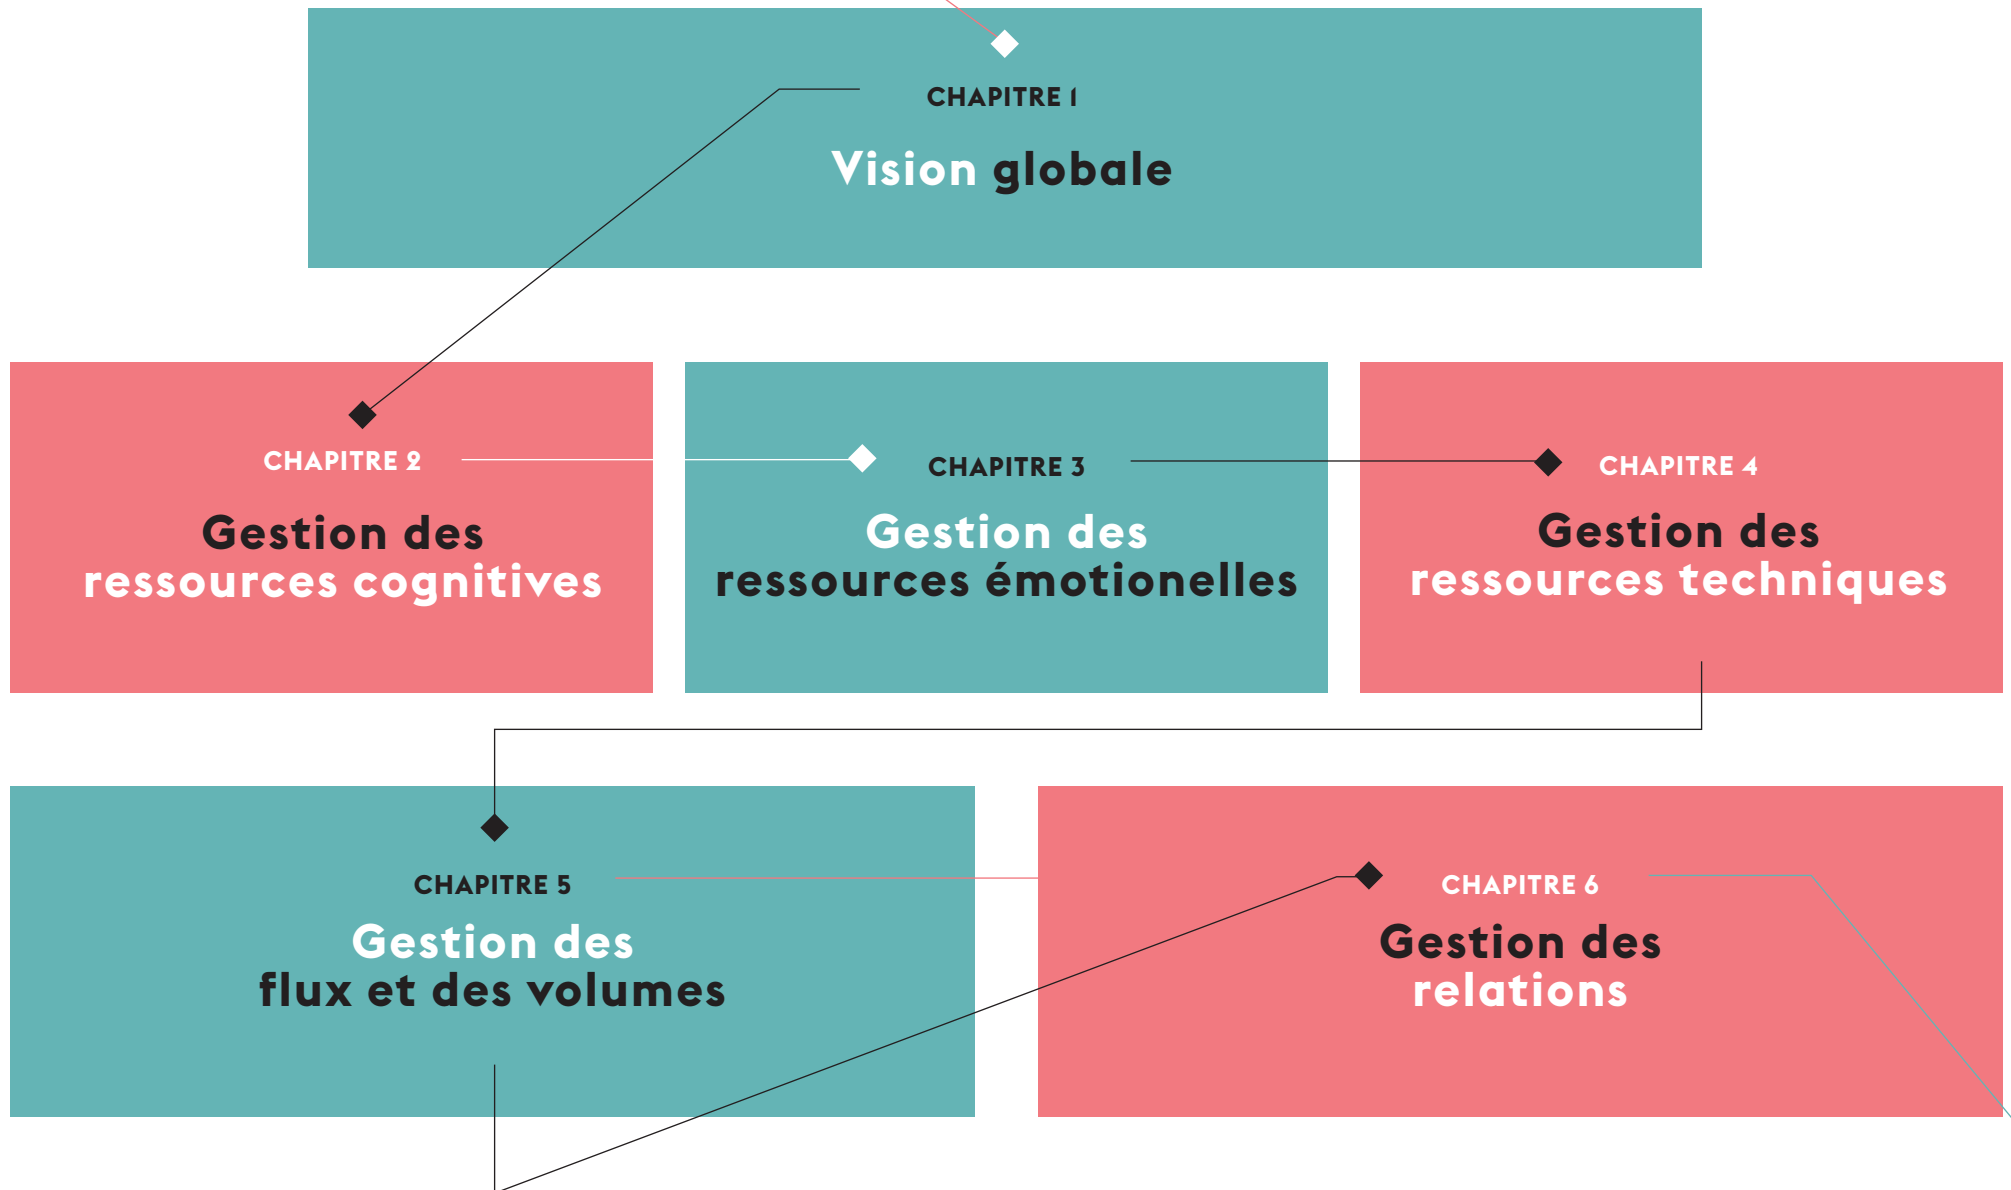 CHAPITRE 1
Vision globale
CHAPITRE 2
Gestion des
ressources cognitives
CHAPITRE 3
Gestion des
ressources émotionelles
CHAPITRE 4
Gestion des
ressources techniques
CHAPITRE 5
Gestion des
flux et des volumes
CHAPITRE 6
Gestion des
relations